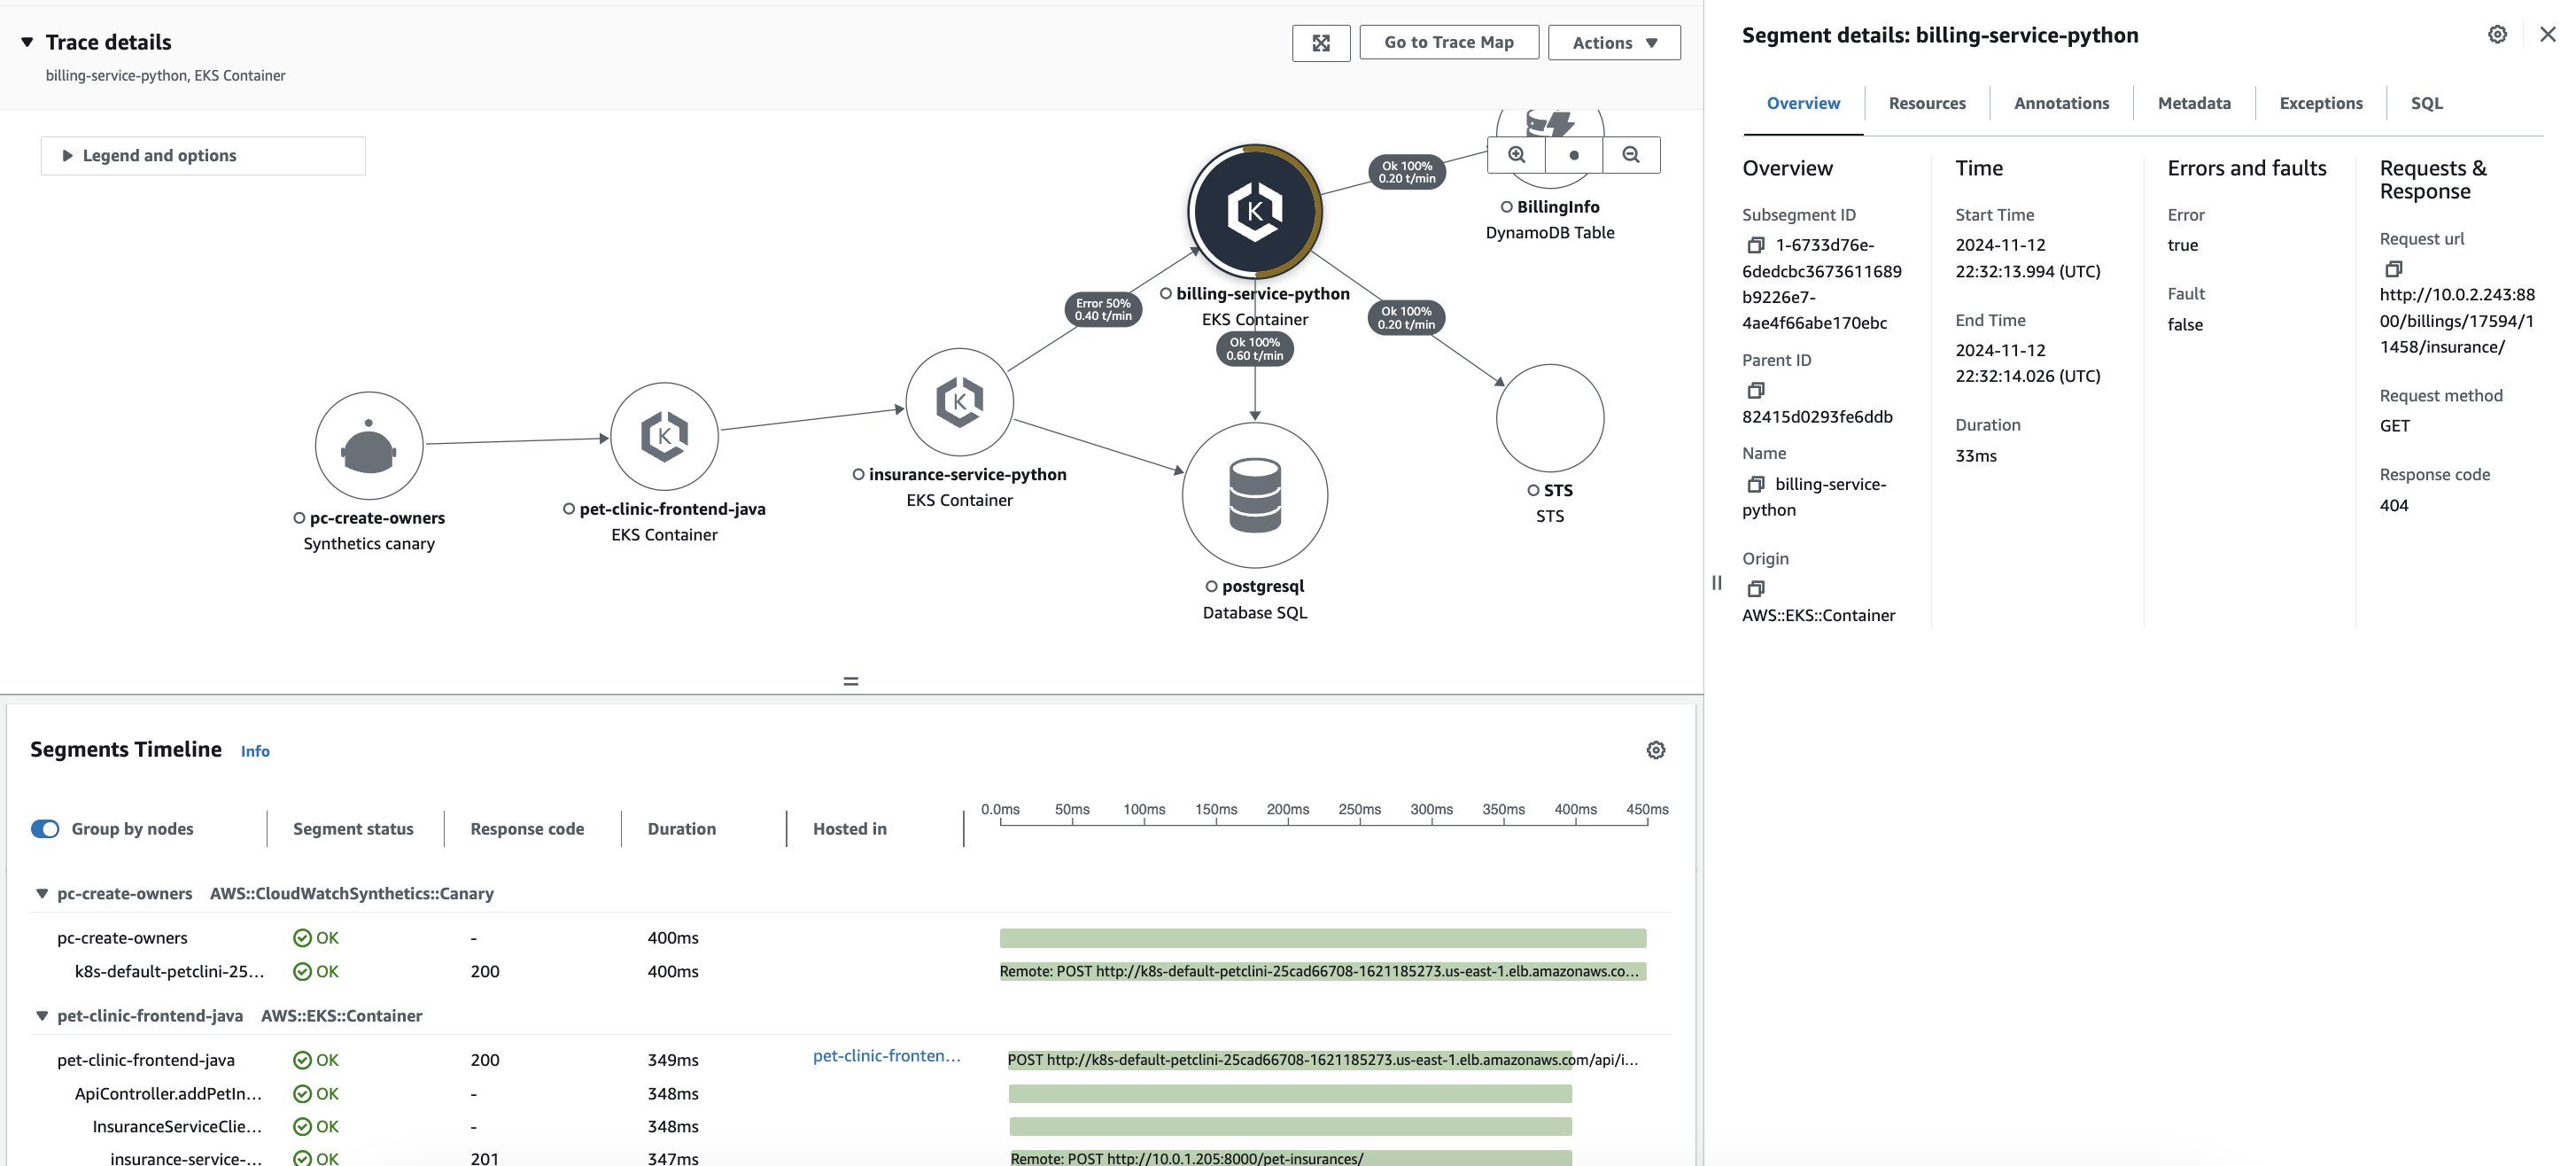 Trace details
billing-service-python, EKS Container
Go to Trace Map
Actions
Legend and options
Ok 100%
0.20 t/min
BillingInfo
DynamoDB Table
K
billing-service-python
EKS Container
Error 50%
0.40 t/min
Ok 100%
0.20 t/min
Ok 100%
0.60 t/min
K
insurance-service-python
EKS Container
K
pet-clinic-frontend-java
EKS Container
pc-create-owners
Synthetics canary
STS
STS
postgresql
Database SQL
Segments Timeline Info
Group by nodes Segment status Response code Duration Hosted in
0.0ms 50ms 100ms 150ms 200ms 250ms 300ms 350ms 400ms 450ms
pc-create-owners AWS::CloudWatchSynthetics::Canary
pc-create-owners OK - 400ms
k8s-default-petclini-25... OK 200 400ms Remote: POST http://k8s-default-petclini-25cad66708-1621185273.us-east-1.elb.amazonaws.co...
pet-clinic-frontend-java AWS::EKS::Container
pet-clinic-frontend-java OK 200 349ms pet-clinic-fronten... POST http://k8s-default-petclini-25cad66708-1621185273.us-east-1.elb.amazonaws.com/api/i...
ApiController.addPetIn... OK - 348ms
InsuranceServiceClie... OK - 348ms
insurance-service-... OK 201 347ms Remote: POST http://10.0.1.205:8000/pet-insurances/
Segment details: billing-service-python
Overview Resources Annotations Metadata Exceptions SQL
Overview
Subsegment ID
1-6733d76e-
6dedcbc3673611689
b9226e7-
4ae4f66abe170ebc
Parent ID
82415d0293fe6ddb
Name
billing-service-
python
Origin
AWS::EKS::Container
Time
Start Time
2024-11-12
22:32:13.994 (UTC)
End Time
2024-11-12
22:32:14.026 (UTC)
Duration
33ms
Errors and faults
Error
true
Fault
false
Requests &
Response
Request url
http://10.0.2.243:88
00/billings/17594/1
1458/insurance/
Request method
GET
Response code
404